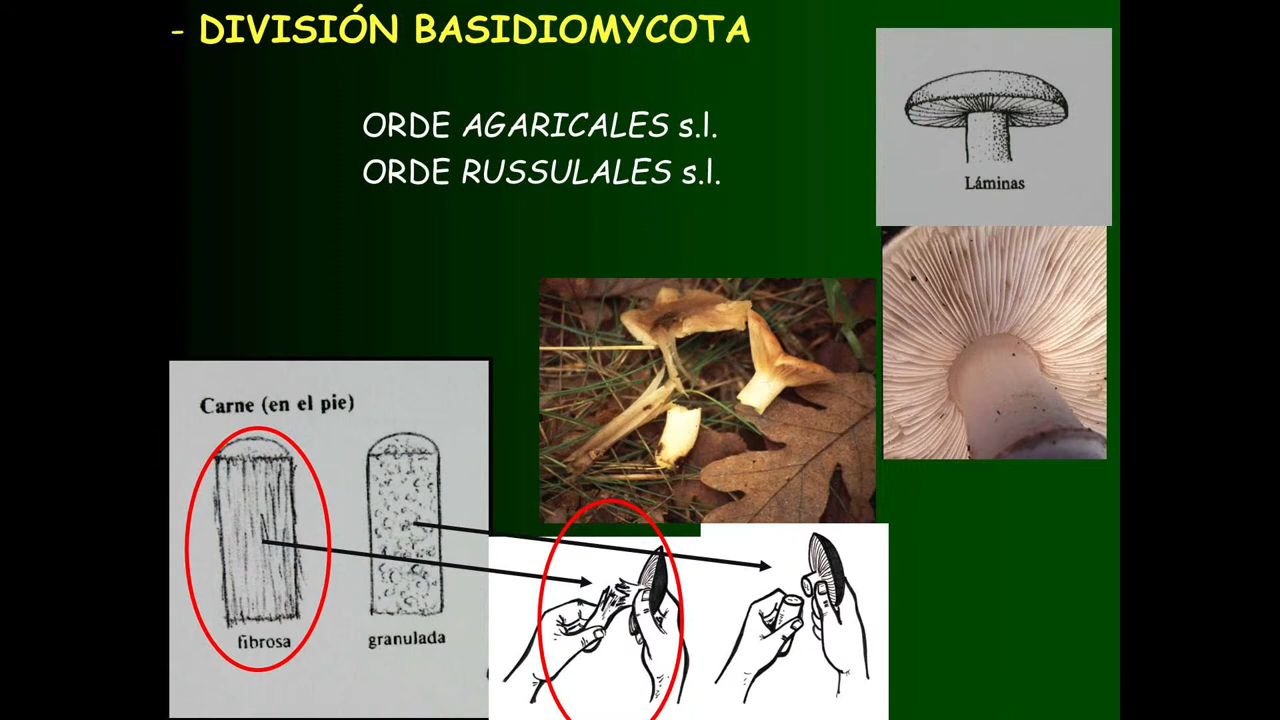 - DIVISIÓN BASIDIOMYCOTA
ORDE AGARICALES s.l.
ORDE RUSSULALES s.l.
Láminas
Carne (en el pie)
fibrosa
granulada